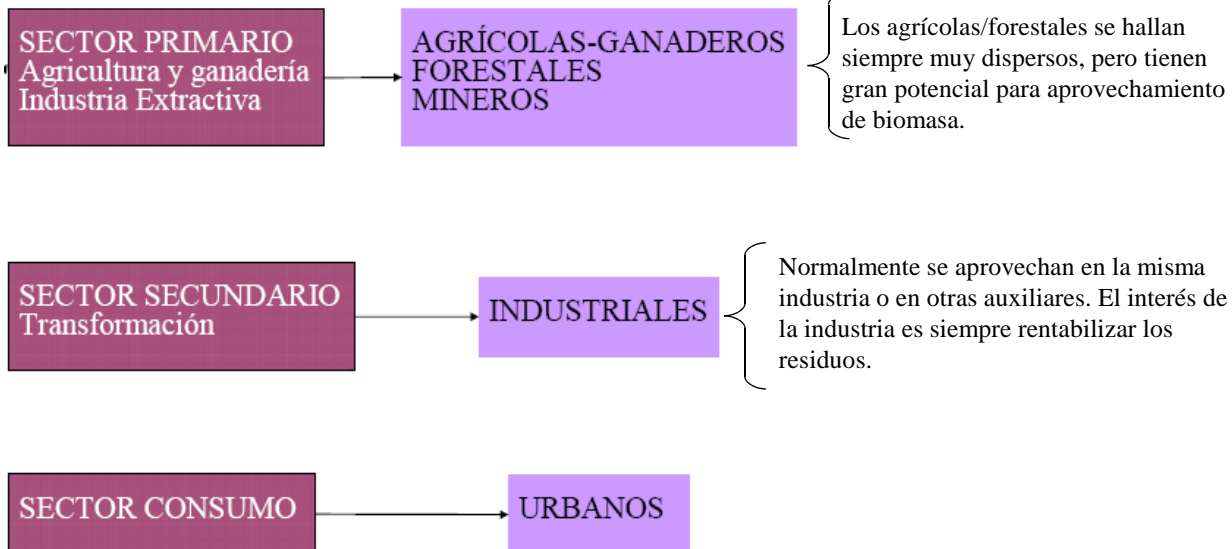 SECTOR PRIMARIO
Agricultura y ganadería
Industria Extractiva
AGRÍCOLAS-GANADEROS
FORESTALES
MINEROS
Los agrícolas/forestales se hallan
siempre muy dispersos, pero tienen
gran potencial para aprovechamiento
de biomasa.
SECTOR SECUNDARIO
Transformación
INDUSTRIALES
Normalmente se aprovechan en la misma
industria o en otras auxiliares. El interés de
la industria es siempre rentabilizar los
residuos.
SECTOR CONSUMO
URBANOS